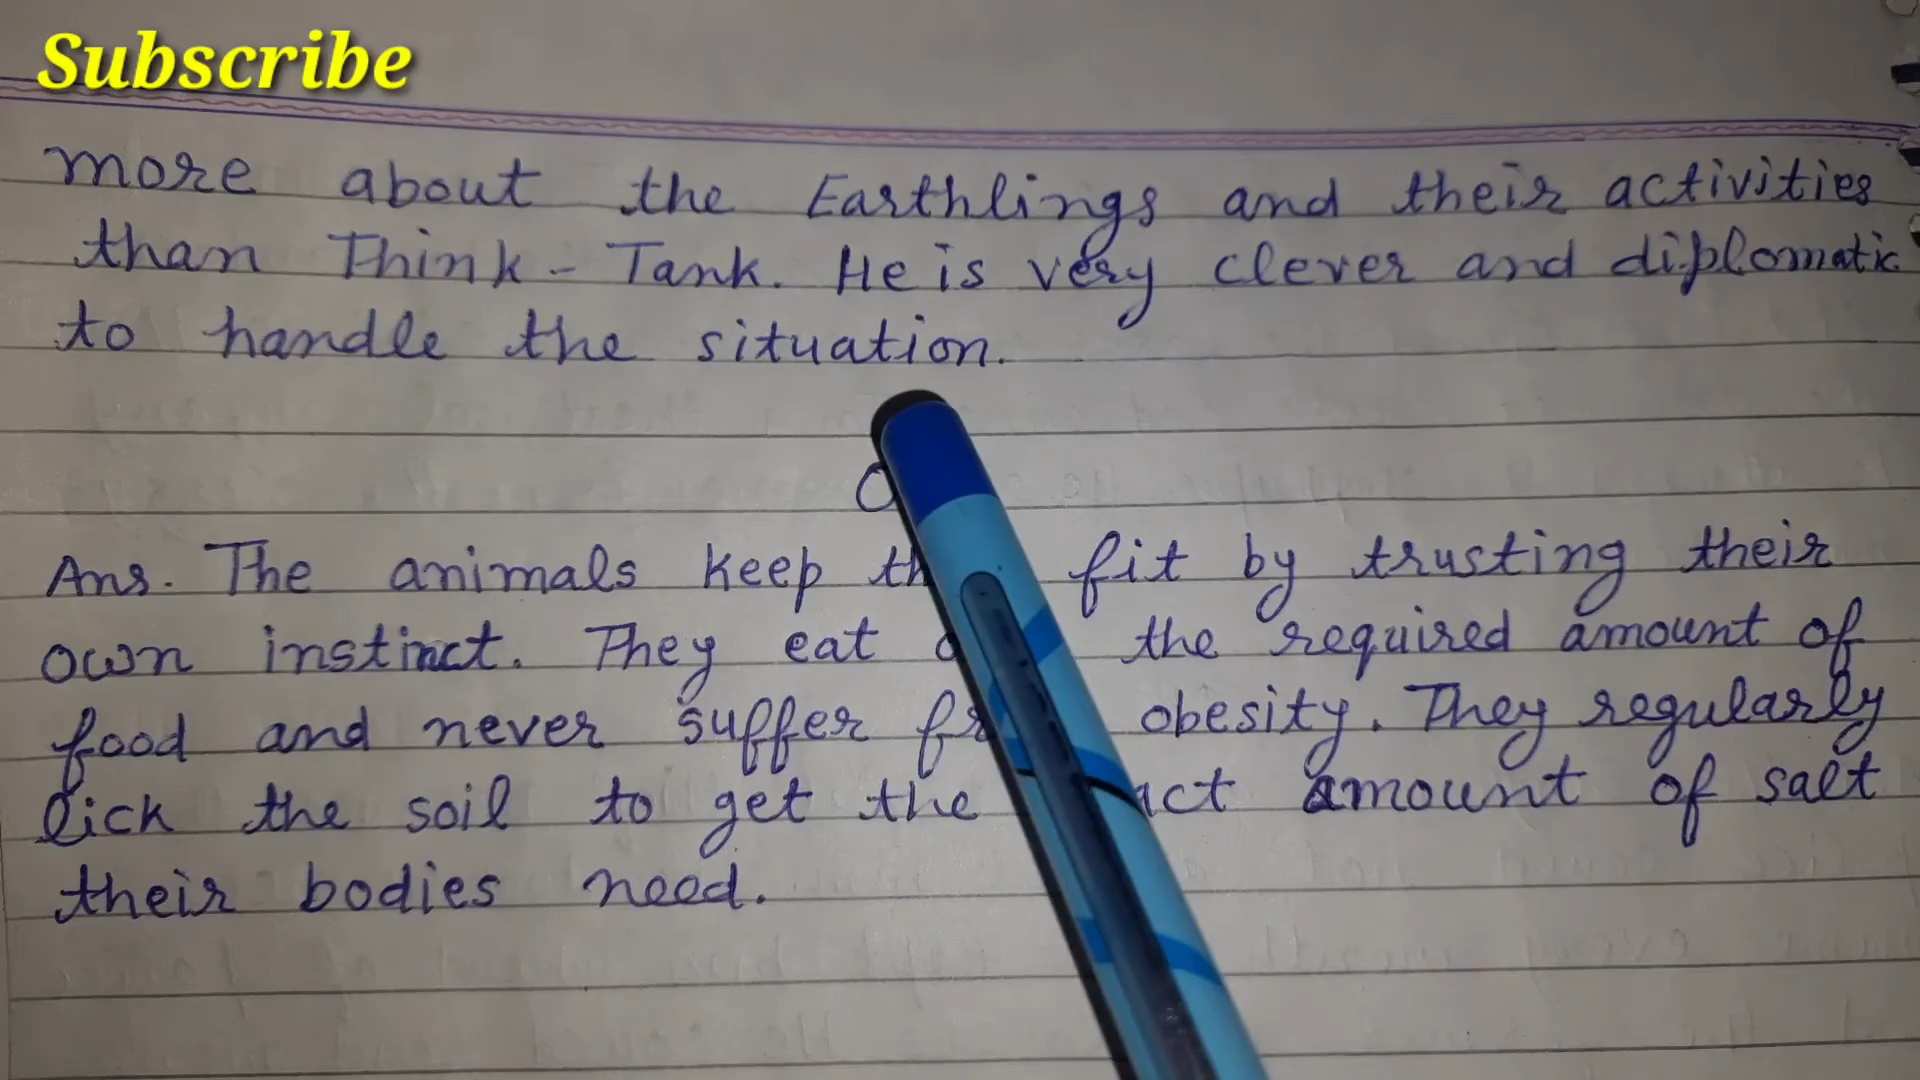 Subscribe
more about the Earthlings and their activities
than Think-Tank. He is very clever and diplomatic
to handle the situation.
Ans. The animals keep fit by trusting their
own instinct. They eat the required amount of
food and never suffer obesity. They regularly
lick the soil to get the amount of salt
their bodies need.